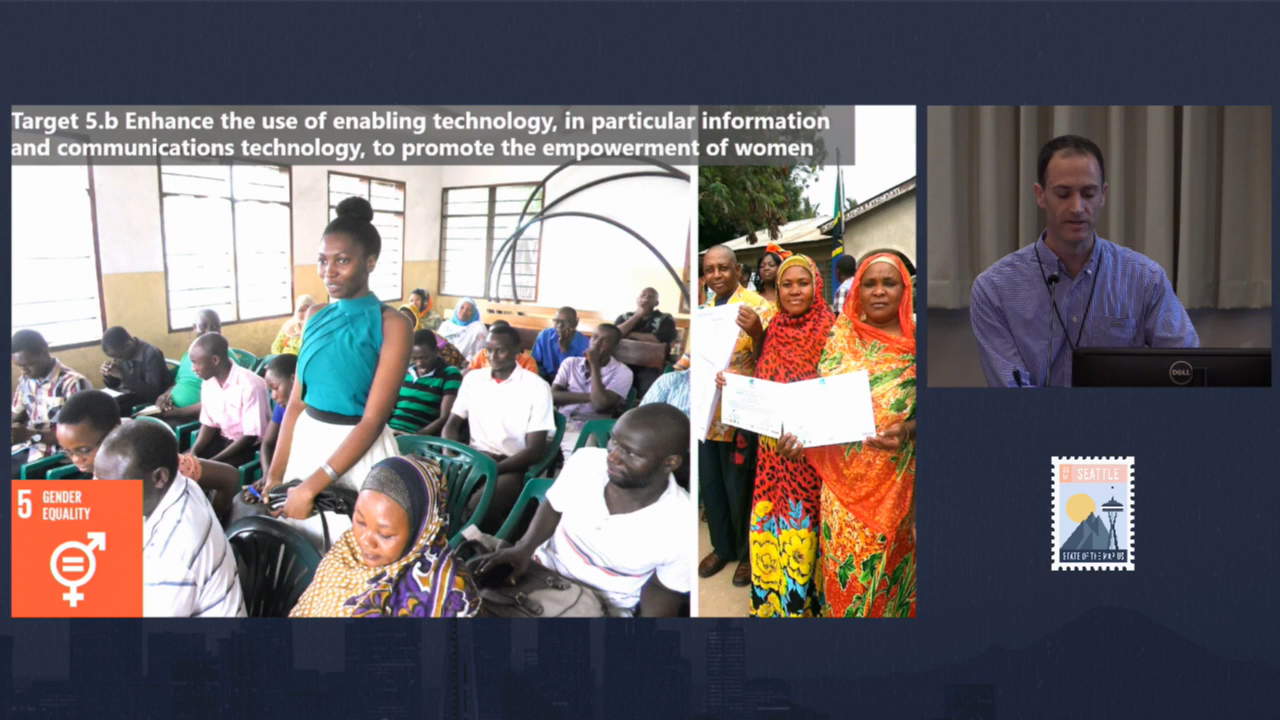 Target 5.b Enhance the use of enabling technology, in particular information
and communications technology, to promote the empowerment of women
5 GENDER
EQUALITY
DELL
SEATTLE
STATE OF THE MAP US